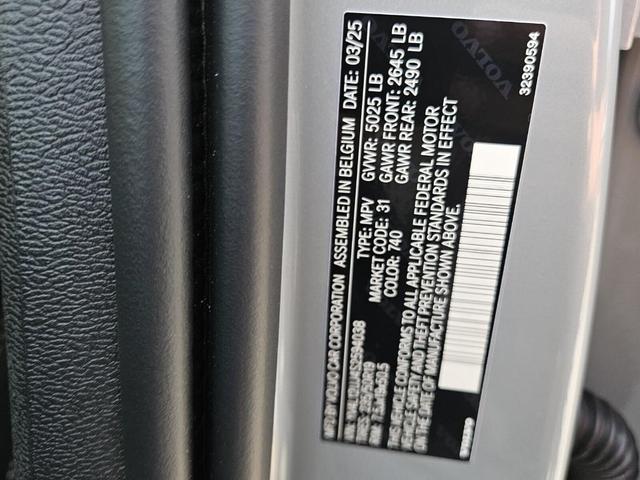 MFD BY VOLVO CAR CORPORATION ASSEMBLED IN BELGIUM DATE: 03/25
TYPE: MPV
GVWR: 5025 LB
MARKET CODE: 31
GAWR FRONT: 2645 LB
COLOR: 740
GAWR REAR: 2490 LB
THIS VEHICLE CONFORMS TO ALL APPLICABLE FEDERAL MOTOR
VEHICLE SAFETY AND THEFT PREVENTION STANDARDS IN EFFECT
ON THE DATE OF MANUFACTURE SHOWN ABOVE.
VOLVO
32390594